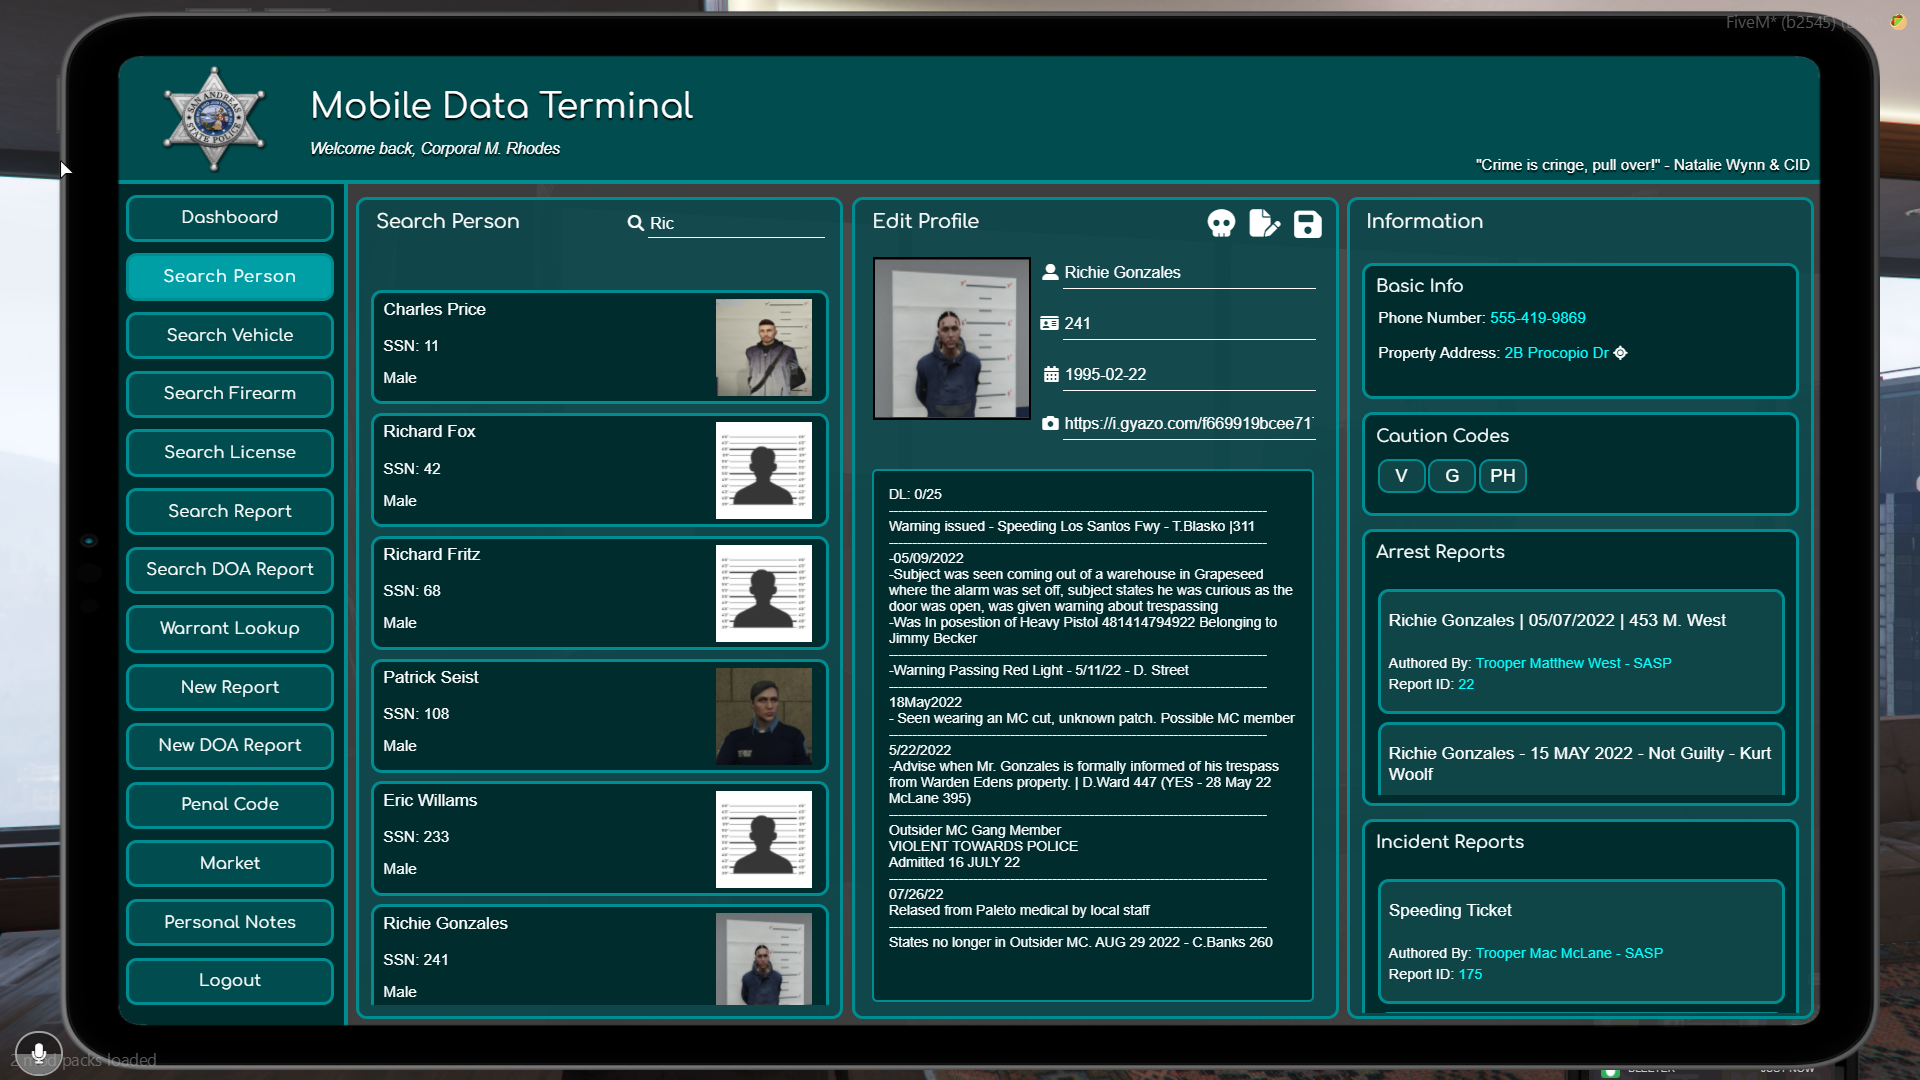 FiveM* (b2545)
SAN ANDREAS
STATE POLICE
Mobile Data Terminal
Welcome back, Corporal M. Rhodes
"Crime is cringe, pull over!" - Natalie Wynn & CID
Dashboard
Search Person
Search Vehicle
Search Firearm
Search License
Search Report
Search DOA Report
Warrant Lookup
New Report
New DOA Report
Penal Code
Market
Personal Notes
Logout
Search Person
Ric
Charles Price
SSN: 11
Male
Richard Fox
SSN: 42
Male
Richard Fritz
SSN: 68
Male
Patrick Seist
SSN: 108
Male
Eric Willams
SSN: 233
Male
Richie Gonzales
SSN: 241
Male
Edit Profile
Richie Gonzales
241
1995-02-22
https://i.gyazo.com/f669919bcee71
DL: 0/25
Warning issued - Speeding Los Santos Fwy - T.Blasko |311
-05/09/2022
-Subject was seen coming out of a warehouse in Grapeseed
where the alarm was set off, subject states he was curious as the
door was open, was given warning about trespassing
-Was In posestion of Heavy Pistol 481414794922 Belonging to
Jimmy Becker
-Warning Passing Red Light - 5/11/22 - D. Street
18May2022
- Seen wearing an MC cut, unknown patch. Possible MC member
5/22/2022
-Advise when Mr. Gonzales is formally informed of his trespass
from Warden Edens property. | D.Ward 447 (YES - 28 May 22
McLane 395)
Outsider MC Gang Member
VIOLENT TOWARDS POLICE
Admitted 16 JULY 22
07/26/22
Relased from Paleto medical by local staff
States no longer in Outsider MC. AUG 29 2022 - C.Banks 260
Information
Basic Info
Phone Number: 555-419-9869
Property Address: 2B Procopio Dr
Caution Codes
V G PH
Arrest Reports
Richie Gonzales | 05/07/2022 | 453 M. West
Authored By: Trooper Matthew West - SASP
Report ID: 22
Richie Gonzales - 15 MAY 2022 - Not Guilty - Kurt
Woolf
Incident Reports
Speeding Ticket
Authored By: Trooper Mac McLane - SASP
Report ID: 175
packs loaded